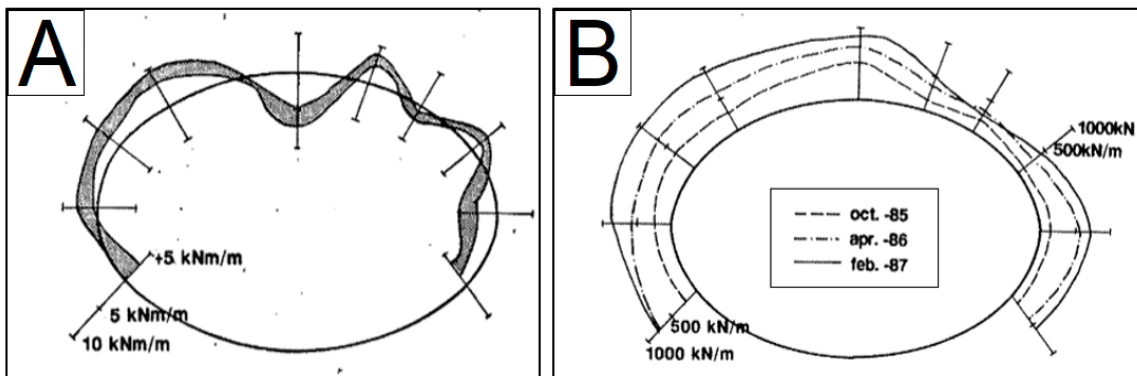 A
+5 kNm/m
5 kNm/m
10 kNm/m
B
1000kN
500kN/m
oct. -85
apr. -86
feb. -87
500 kN/m
1000 kN/m